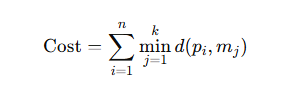 Cost = \sum_{i=1}^{n} \min_{j=1}^{k} d(p_i, m_j)